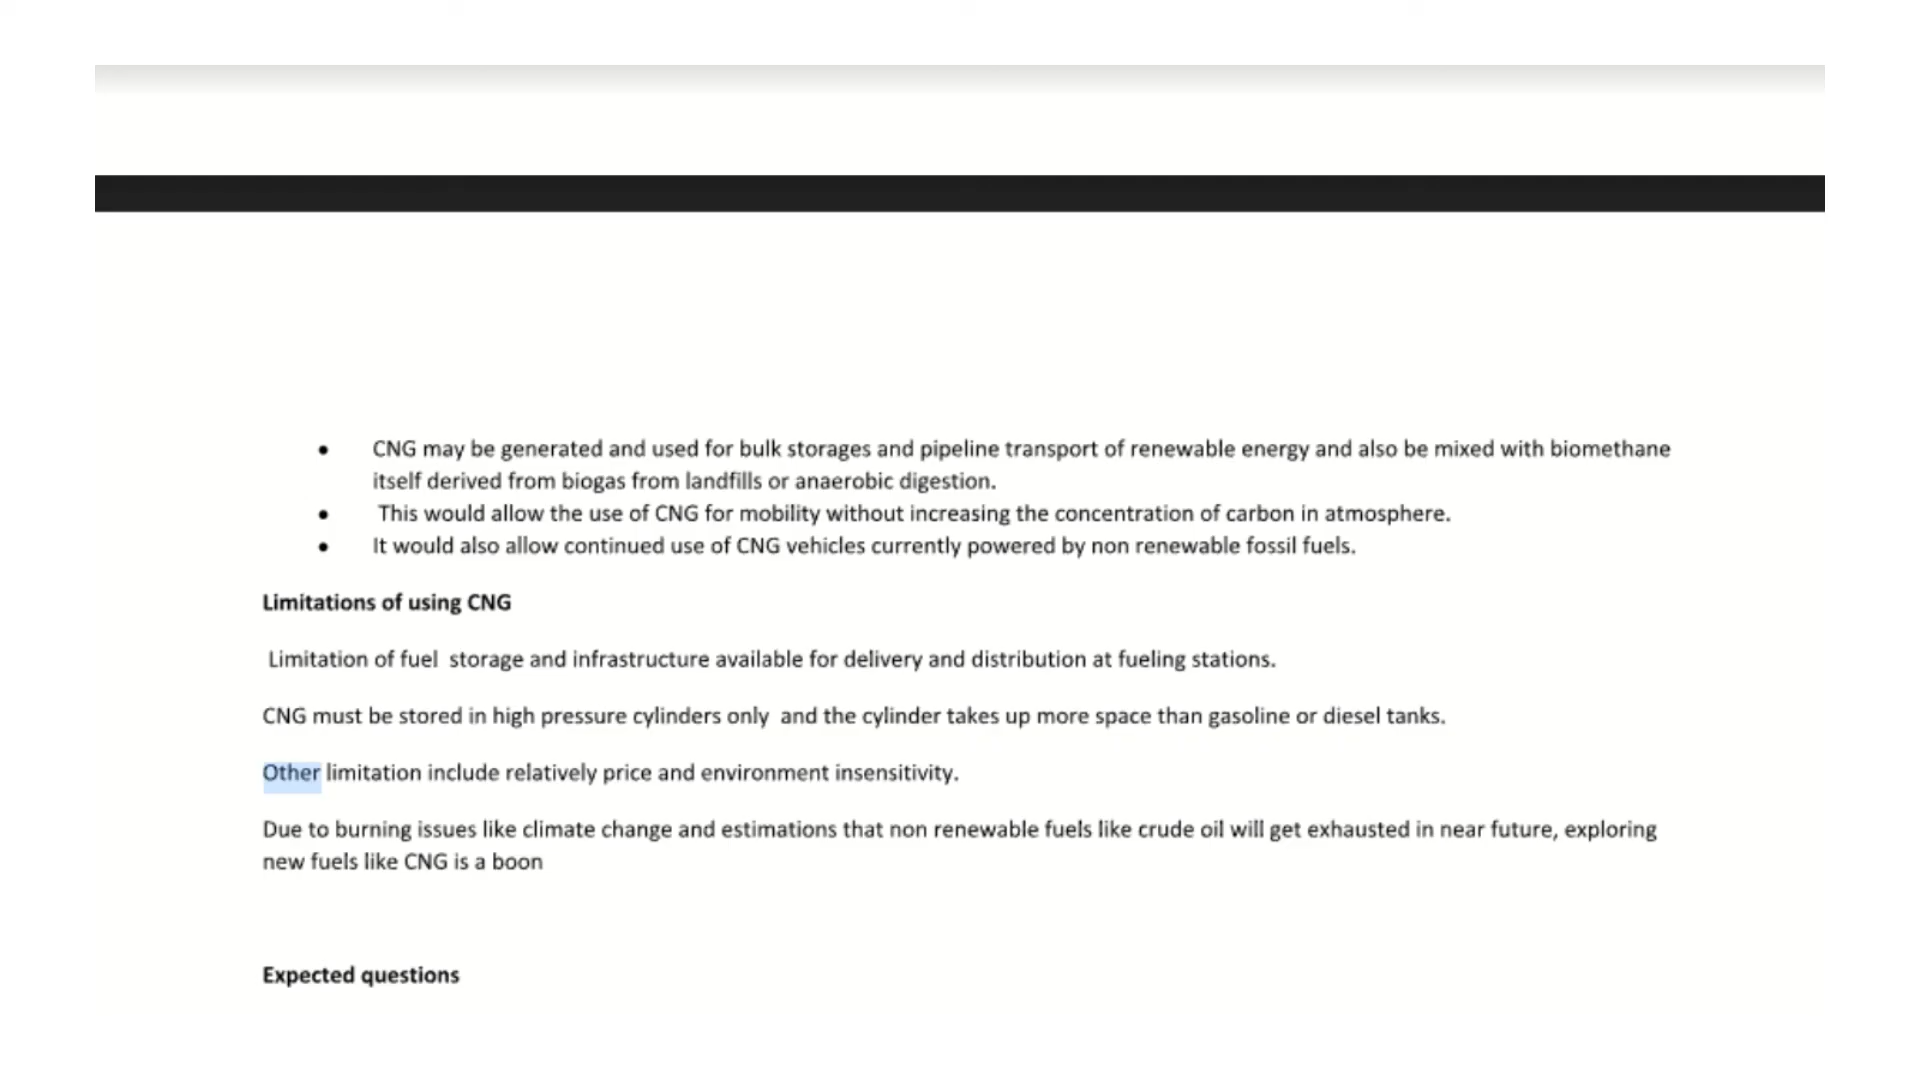 • CNG may be generated and used for bulk storages and pipeline transport of renewable energy and also be mixed with biomethane
itself derived from biogas from landfills or anaerobic digestion.
• This would allow the use of CNG for mobility without increasing the concentration of carbon in atmosphere.
• It would also allow continued use of CNG vehicles currently powered by non renewable fossil fuels.
Limitations of using CNG
Limitation of fuel storage and infrastructure available for delivery and distribution at fueling stations.
CNG must be stored in high pressure cylinders only and the cylinder takes up more space than gasoline or diesel tanks.
Other limitation include relatively price and environment insensitivity.
Due to burning issues like climate change and estimations that non renewable fuels like crude oil will get exhausted in near future, exploring
new fuels like CNG is a boon
Expected questions